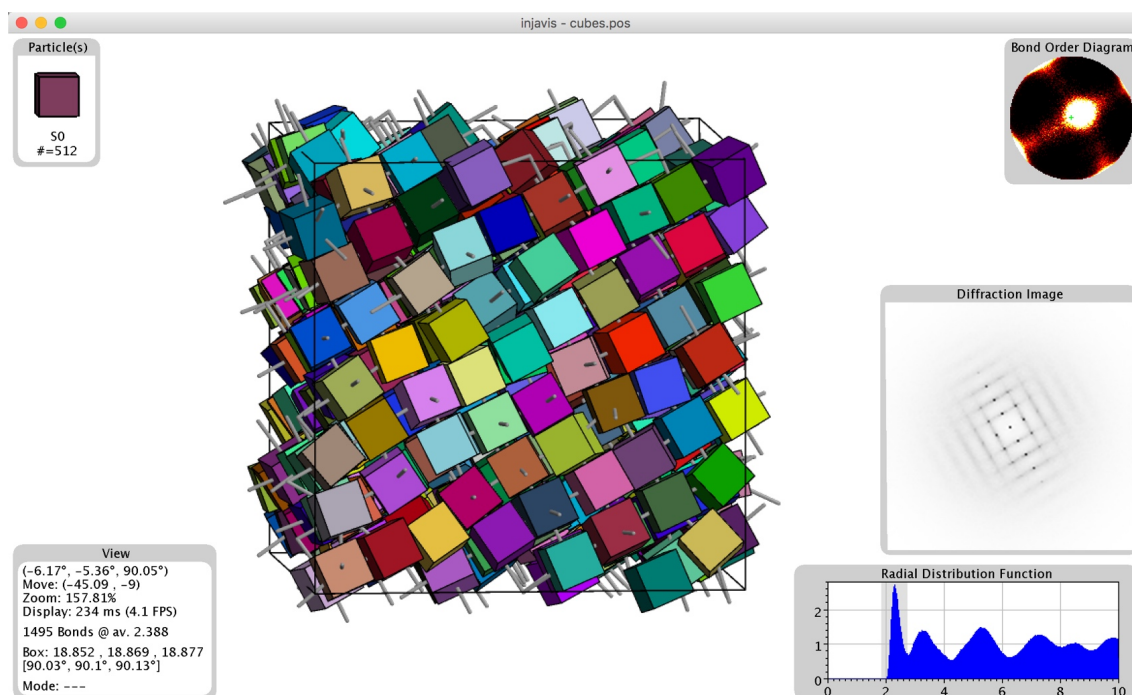 injavis - cubes.pos
Particle(s)
S0
#=512
Bond Order Diagram
Diffraction Image
View
(-6.17°, -5.36°, 90.05°)
Move: (-45.09 , -9)
Zoom: 157.81%
Display: 234 ms (4.1 FPS)
1495 Bonds @ av. 2.388
Box: 18.852 , 18.869 , 18.877
[90.03°, 90.1°, 90.13°]
Mode: ---
Radial Distribution Function
2
1
0
0 2 4 6 8 10